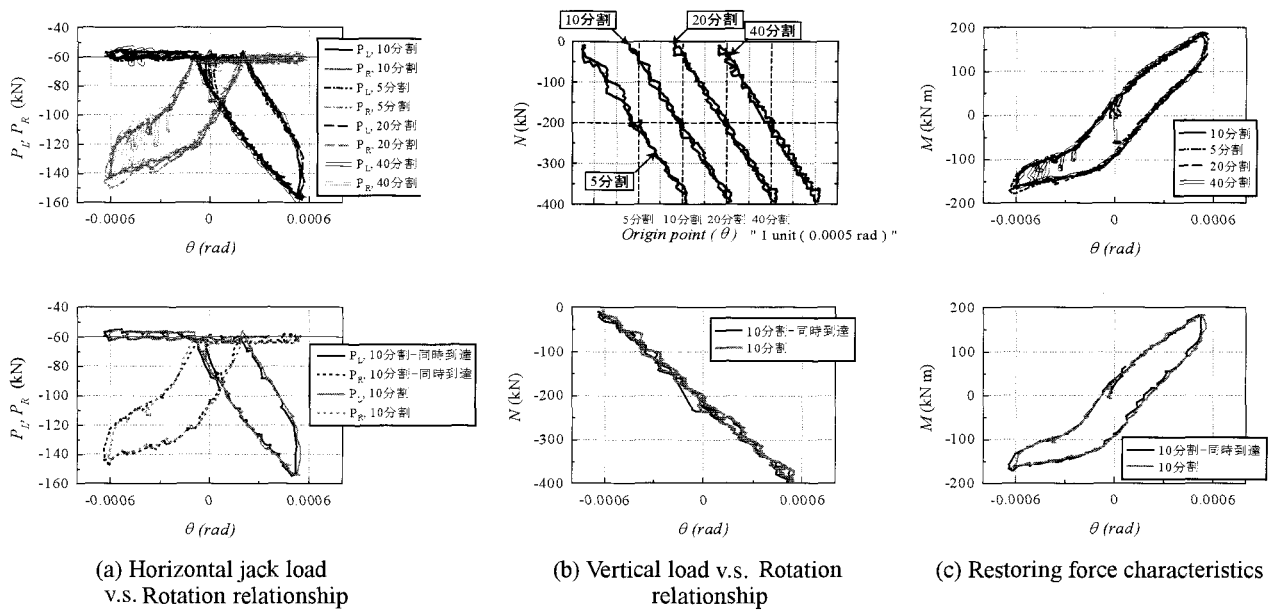 -40
-60
-80
-100
-120
-140
-160
P_L, P_R (kN)
-0.0006
0
0.0006
θ (rad)
P_L, 10分割
P_R, 10分割
P_L, 5分割
P_R, 5分割
P_L, 20分割
P_R, 20分割
P_L, 40分割
P_R, 40分割
10分割
20分割
40分割
5分割
0
-100
-200
-300
-400
N (kN)
5分割 10分割 20分割 40分割
Origin point ( θ ) " 1 unit ( 0.0005 rad ) "
200
100
0
-100
-200
M (kN m)
-0.0006
0
0.0006
θ (rad)
10分割
5分割
20分割
40分割
-40
-60
-80
-100
-120
-140
-160
P_L, P_R (kN)
-0.0006
0
0.0006
θ (rad)
P_L, 10分割-同時到達
P_R, 10分割-同時到達
P_L, 10分割
P_R, 10分割
0
-100
-200
-300
-400
N (kN)
-0.0006
0
0.0006
θ (rad)
10分割-同時到達
10分割
200
100
0
-100
-200
M (kN m)
-0.0006
0
0.0006
θ (rad)
10分割-同時到達
10分割
(a) Horizontal jack load
v.s. Rotation relationship
(b) Vertical load v.s. Rotation
relationship
(c) Restoring force characteristics